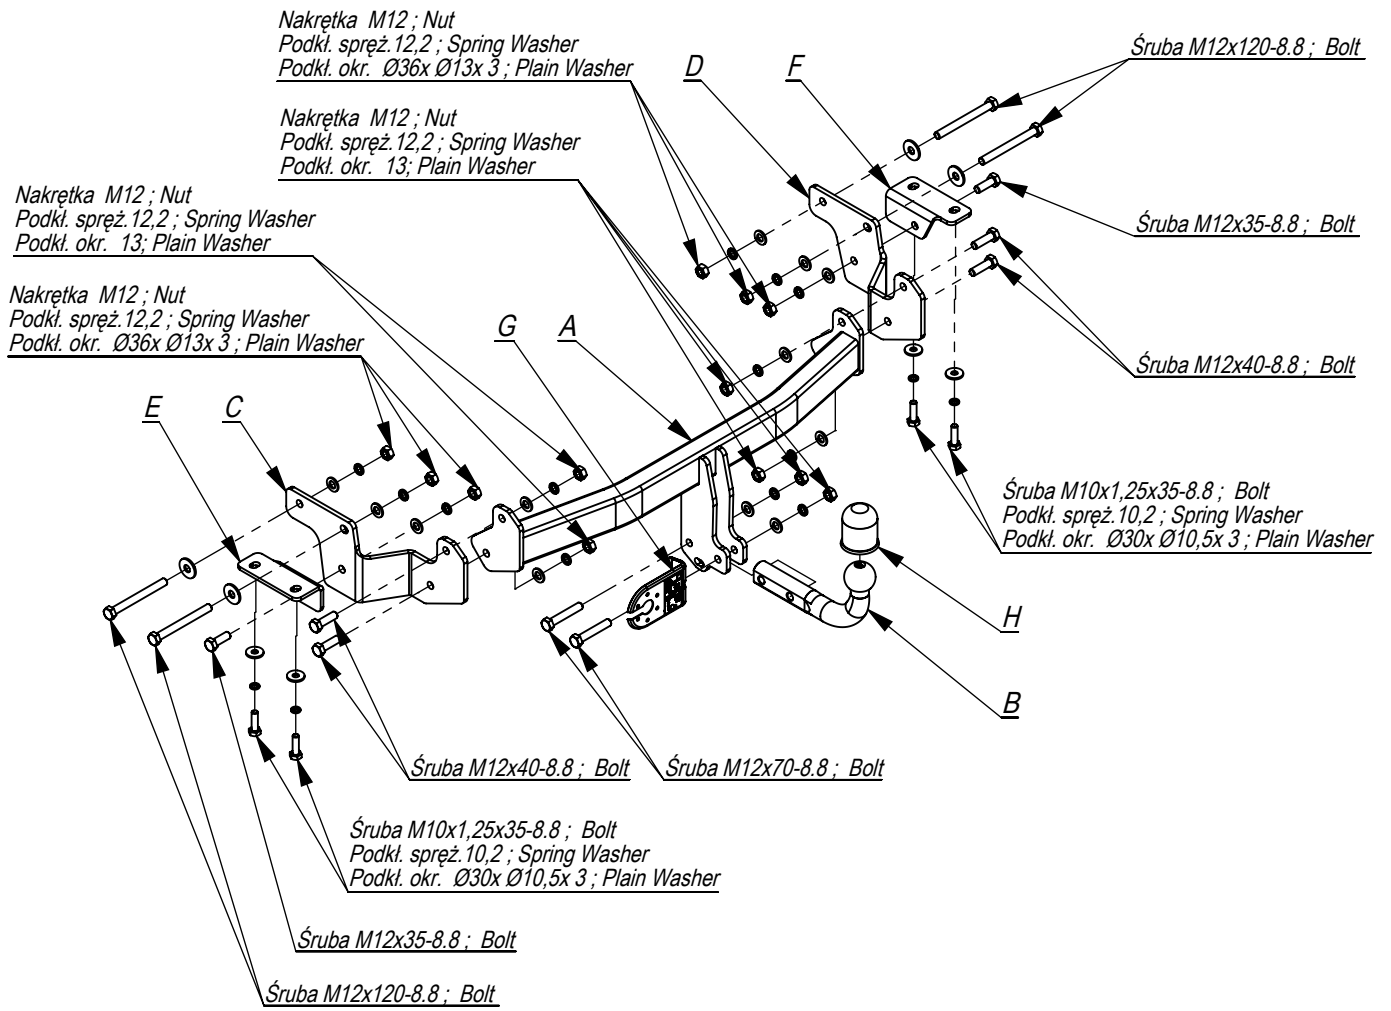 Nakrętka M12 ; Nut
Podkł. spręż.12,2 ; Spring Washer
Podkł. okr. Ø36x Ø13x 3 ; Plain Washer
D
F
Śruba M12x120-8.8 ; Bolt
Nakrętka M12 ; Nut
Podkł. spręż.12,2 ; Spring Washer
Podkł. okr. 13; Plain Washer
Nakrętka M12 ; Nut
Podkł. spręż.12,2 ; Spring Washer
Podkł. okr. 13; Plain Washer
Śruba M12x35-8.8 ; Bolt
Nakrętka M12 ; Nut
Podkł. spręż.12,2 ; Spring Washer
Podkł. okr. Ø36x Ø13x 3 ; Plain Washer
G
A
Śruba M12x40-8.8 ; Bolt
E
C
Śruba M10x1,25x35-8.8 ; Bolt
Podkł. spręż.10,2 ; Spring Washer
Podkł. okr. Ø30x Ø10,5x 3 ; Plain Washer
H
B
Śruba M12x40-8.8 ; Bolt
Śruba M12x70-8.8 ; Bolt
Śruba M10x1,25x35-8.8 ; Bolt
Podkł. spręż.10,2 ; Spring Washer
Podkł. okr. Ø30x Ø10,5x 3 ; Plain Washer
Śruba M12x35-8.8 ; Bolt
Śruba M12x120-8.8 ; Bolt